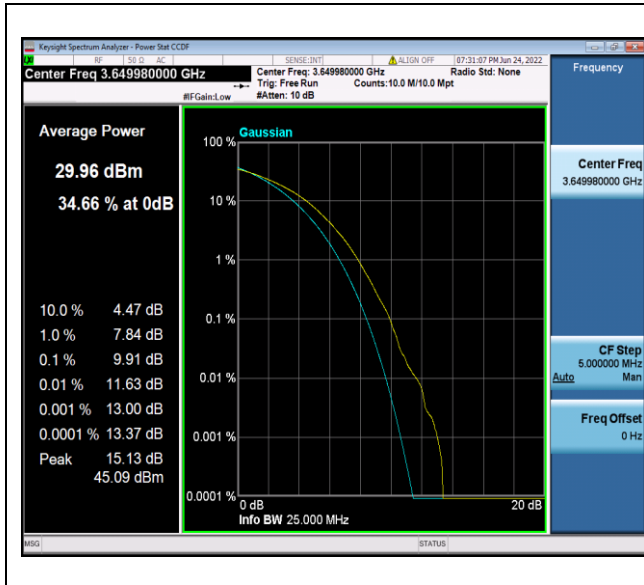 Keysight Spectrum Analyzer - Power Stat CCDF
RF 50 Ω AC SENSE:INT ALIGN OFF 07:31:07 PM Jun 24, 2022
Center Freq 3.649980000 GHz
Center Freq: 3.649980000 GHz Radio Std: None
Trig: Free Run Counts:10.0 M/10.0 Mpt
#IFGain:Low #Atten: 10 dB
Frequency
Average Power
29.96 dBm
34.66 % at 0dB
10.0 % 4.47 dB
1.0 % 7.84 dB
0.1 % 9.91 dB
0.01 % 11.63 dB
0.001 % 13.00 dB
0.0001 % 13.37 dB
Peak 15.13 dB
45.09 dBm
Gaussian
100 %
10 %
1 %
0.1 %
0.01 %
0.001 %
0.0001 %
0 dB 20 dB
Info BW 25.000 MHz
Center Freq
3.649980000 GHz
CF Step
5.000000 MHz
Auto Man
Freq Offset
0 Hz
MSG STATUS